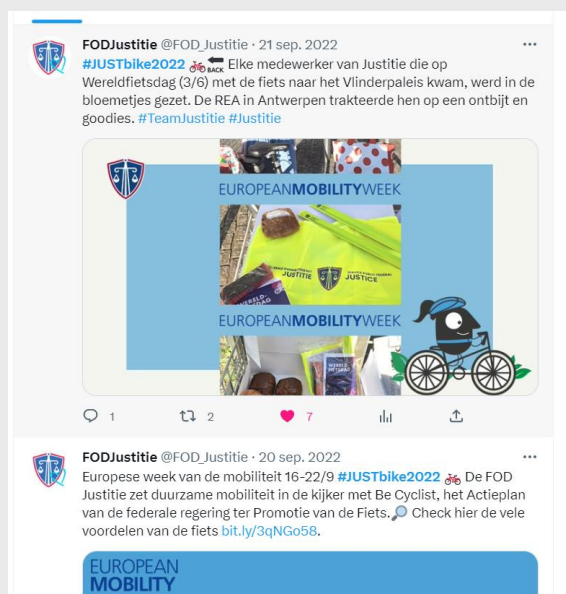 FODJustitie @FOD_Justitie · 21 sep. 2022
#JUSTbike2022 BACK Elke medewerker van Justitie die op
Wereldfietsdag (3/6) met de fiets naar het Vlinderpaleis kwam, werd in de
bloemetjes gezet. De REA in Antwerpen trakteerde hen op een ontbijt en
goodies. #TeamJustitie #Justitie
EUROPEANMOBILITYWEEK
JUSTITIE
JUSTICE
WERELD-
EUROPEANMOBILITYWEEK
WERELD
FIETSDAG
1
2
7
FODJustitie @FOD_Justitie · 20 sep. 2022
Europese week van de mobiliteit 16-22/9 #JUSTbike2022 De FOD
Justitie zet duurzame mobiliteit in de kijker met Be Cyclist, het Actieplan
van de federale regering ter Promotie van de Fiets. Check hier de vele
voordelen van de fiets bit.ly/3qNGo58.
EUROPEAN
MOBILITY